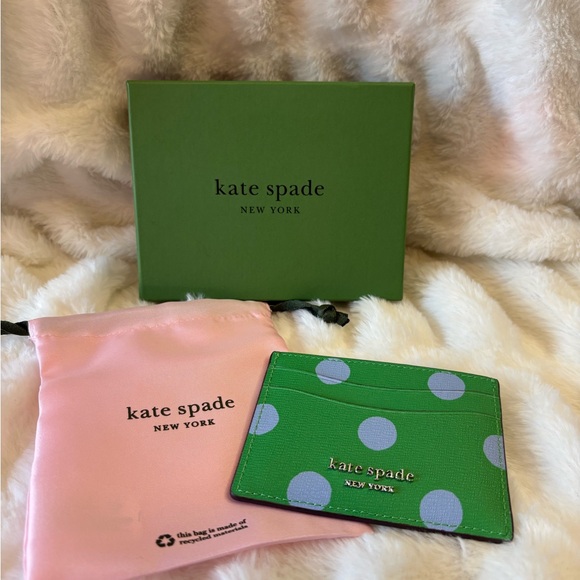 kate spade
NEW YORK
kate spade
NEW YORK
this bag is made of
recycled materials
kate spade
NEW YORK